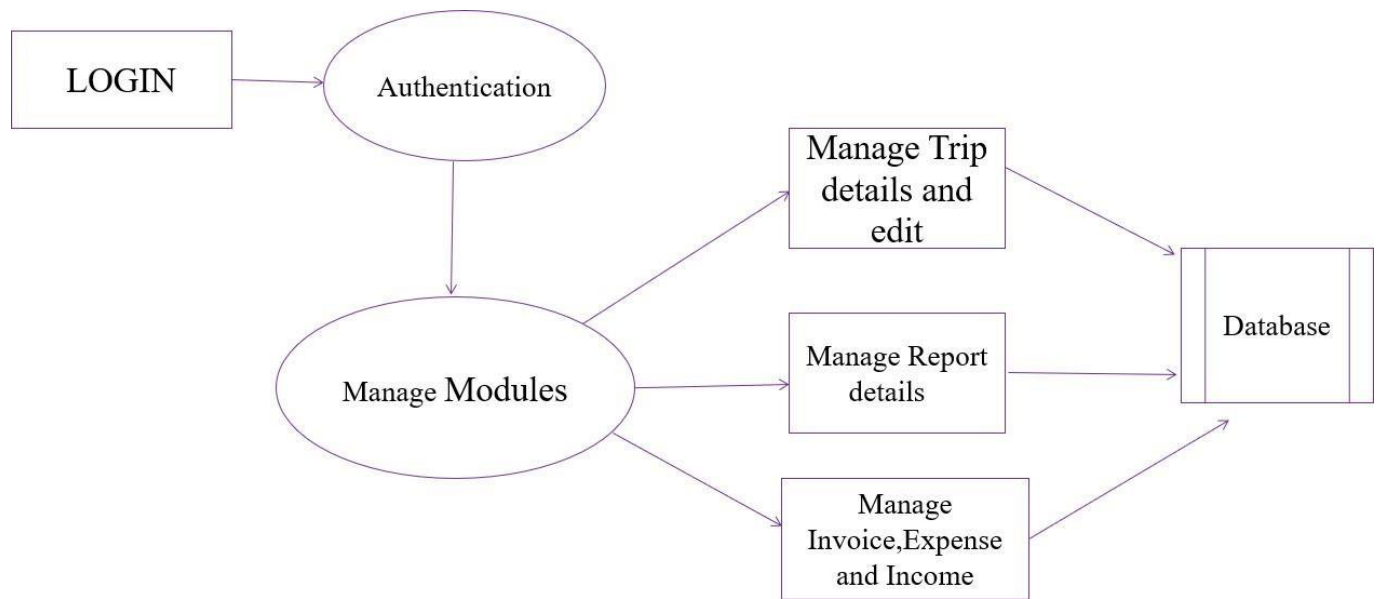 LOGIN
Authentication
Manage Trip
details and
edit
Database
Manage Report
details
Manage Modules
Manage
Invoice,Expense
and Income